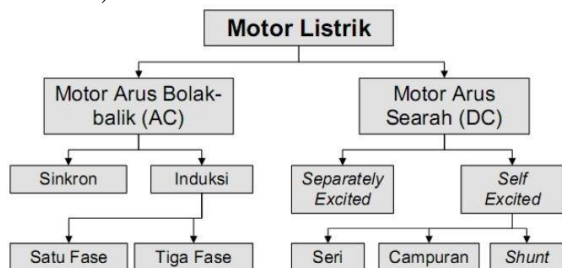 Motor Listrik
Motor Arus Bolak-
balik (AC)
Motor Arus
Searah (DC)
Sinkron
Induksi
Separately
Excited
Self
Excited
Satu Fase
Tiga Fase
Seri
Campuran
Shunt